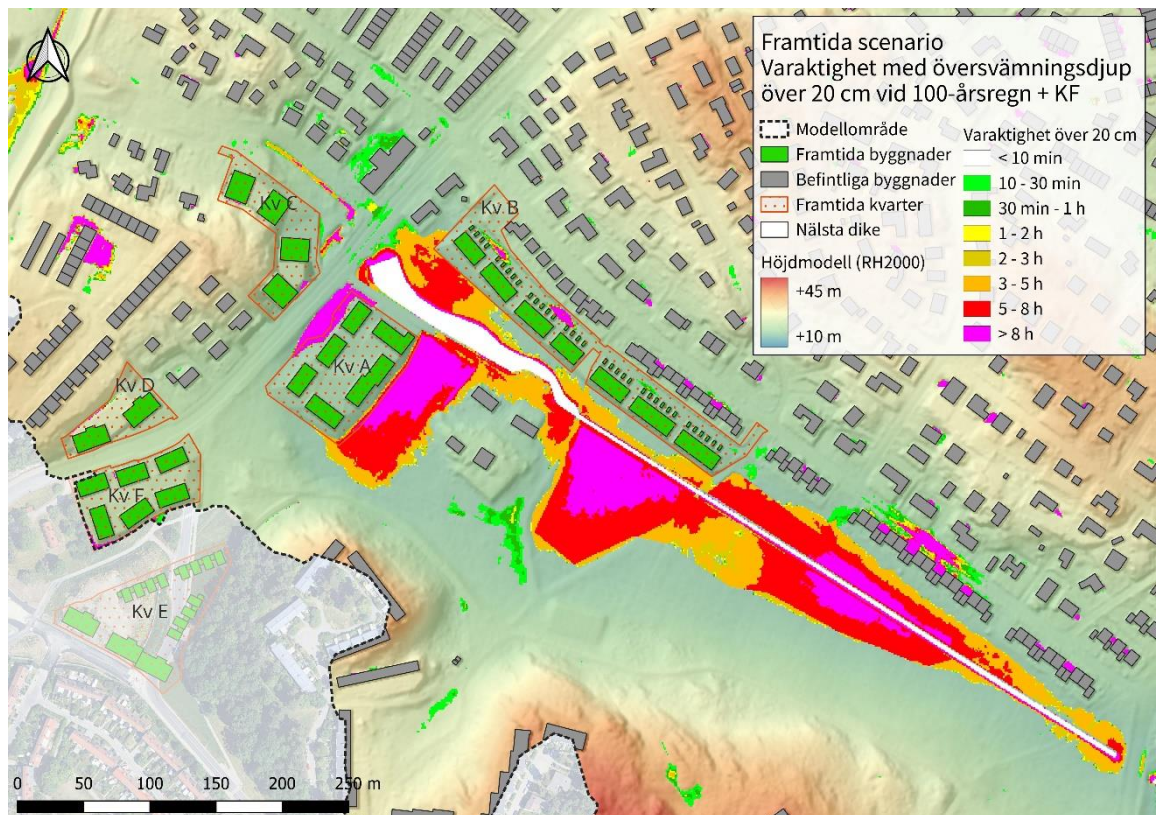 Framtida scenario
Varaktighet med översvämningsdjup
över 20 cm vid 100-årsregn + KF
Modellområde
Framtida byggnader
Befintliga byggnader
Framtida kvarter
Nälsta dike
Höjdmodell (RH2000)
+45 m
+10 m
Varaktighet över 20 cm
< 10 min
10 - 30 min
30 min - 1 h
1 - 2 h
2 - 3 h
3 - 5 h
5 - 8 h
> 8 h
Kv C
Kv B
Kv A
Kv D
Kv F
Kv E
0 50 100 150 200 250 m